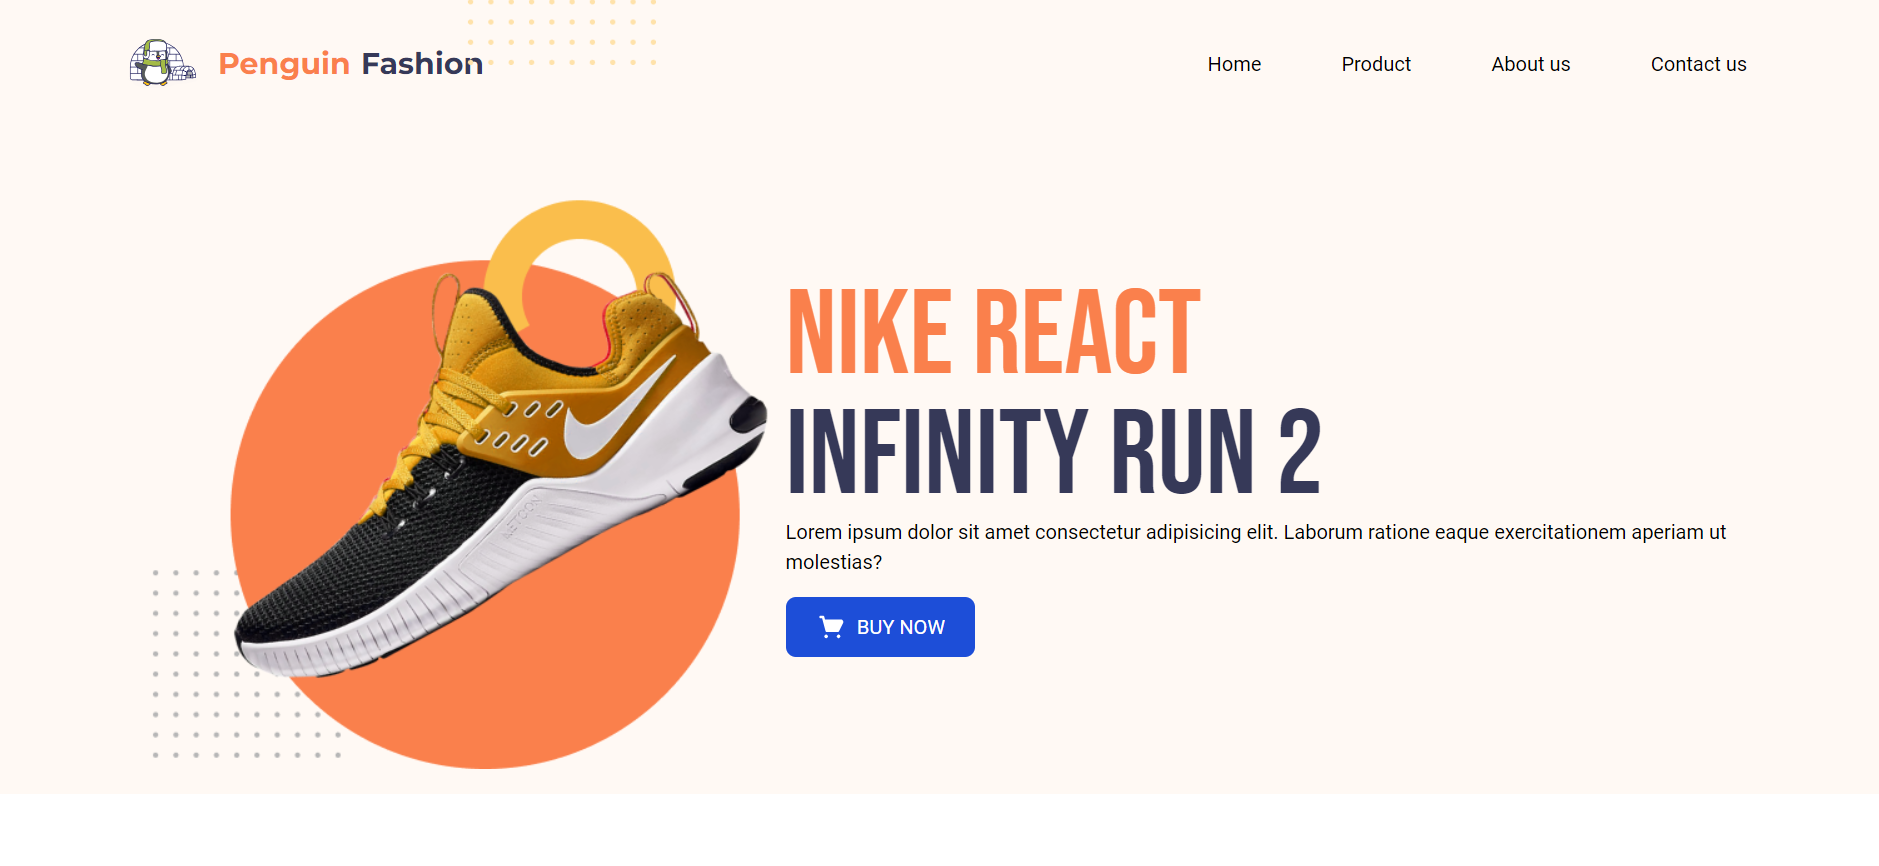 Penguin Fashion
Home Product About us Contact us
NIKE REACT
INFINITY RUN 2
Lorem ipsum dolor sit amet consectetur adipisicing elit. Laborum ratione eaque exercitationem aperiam ut
molestias?
BUY NOW